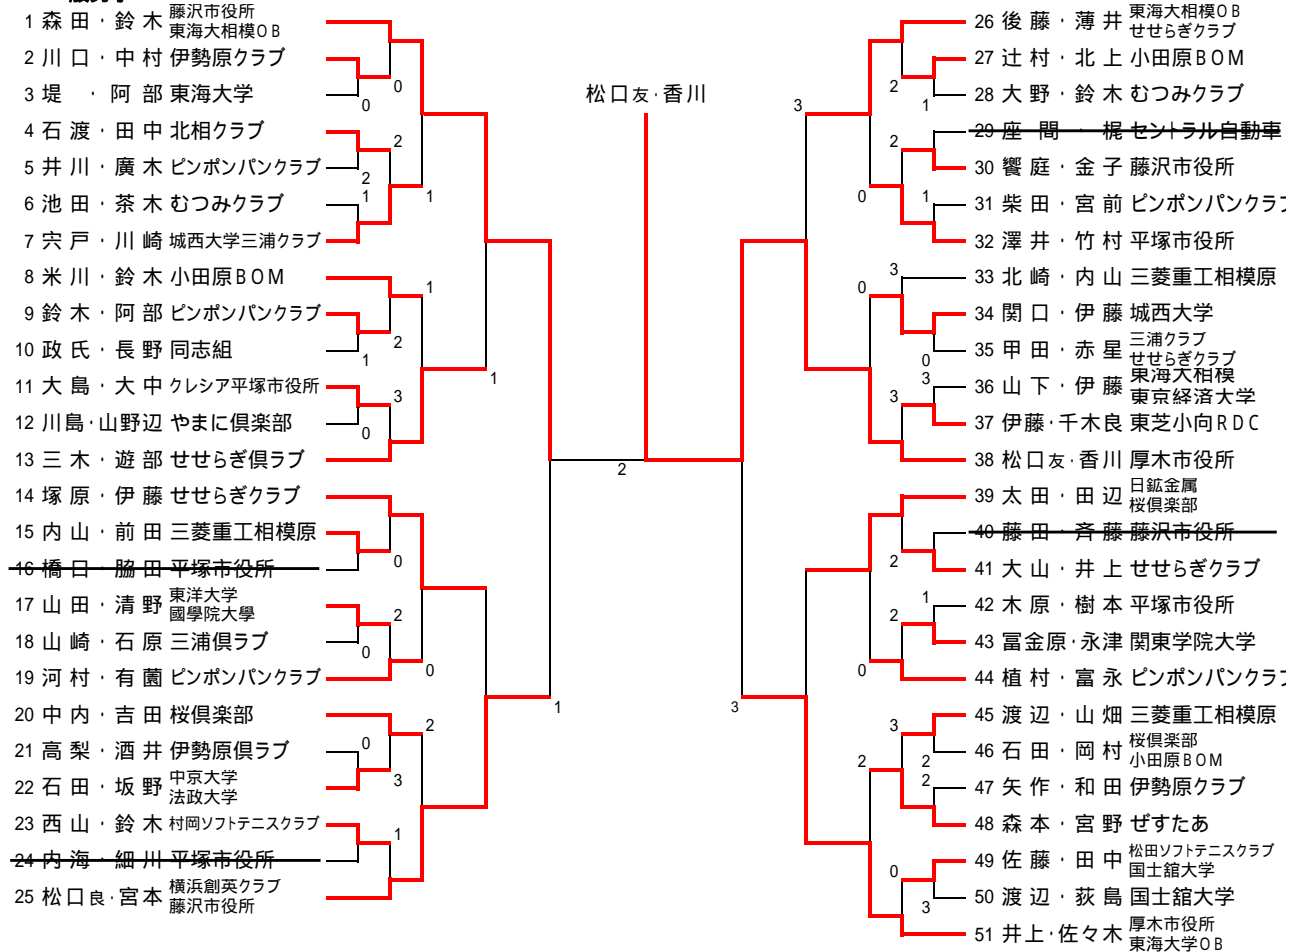 1 森田・鈴木 藤沢市役所
東海大相模OB
2 川口・中村 伊勢原クラブ
3 堤 ・阿部 東海大学
4 石渡・田中 北相クラブ
5 井川・廣木 ピンポンパンクラブ
6 池田・茶木 むつみクラブ
7 宍戸・川崎 城西大学三浦クラブ
8 米川・鈴木 小田原BOM
9 鈴木・阿部 ピンポンパンクラブ
10 政氏・長野 同志組
11 大島・大中 クレシア平塚市役所
12 川島・山野辺 やまに倶楽部
13 三木・遊部 せせらぎ倶ラブ
14 塚原・伊藤 せせらぎクラブ
15 内山・前田 三菱重工相模原
16 橋口・脇田 平塚市役所
17 山田・清野 東洋大学
國學院大學
18 山崎・石原 三浦倶ラブ
19 河村・有薗 ピンポンパンクラブ
20 中内・吉田 桜倶楽部
21 高梨・酒井 伊勢原倶ラブ
22 石田・坂野 中京大学
法政大学
23 西山・鈴木 村岡ソフトテニスクラブ
24 内海・細川 平塚市役所
25 松口良・宮本 横浜創英クラブ
藤沢市役所
0
0
2
2
1
1
1
2
1
3
0
1
0
2
0
0
2
0
3
1
1
松口友・香川
2
3
3
2
1
2
0
1
0
3
0
3
3
2
1
2
0
3
2
2
2
0
3
26 後藤・薄井 東海大相模OB
せせらぎクラブ
27 辻村・北上 小田原BOM
28 大野・鈴木 むつみクラブ
29 座間・梶 セントラル自動車
30 饗庭・金子 藤沢市役所
31 柴田・宮前 ピンポンパンクラ
32 澤井・竹村 平塚市役所
33 北崎・内山 三菱重工相模原
34 関口・伊藤 城西大学
35 甲田・赤星 三浦クラブ
せせらぎクラブ
36 山下・伊藤 東海大相模
東京経済大学
37 伊藤・千木良 東芝小向RDC
38 松口友・香川 厚木市役所
39 太田・田辺 日鉱金属
桜倶楽部
40 藤田・斉藤 藤沢市役所
41 大山・井上 せせらぎクラブ
42 木原・樹本 平塚市役所
43 冨金原・永津 関東学院大学
44 植村・富永 ピンポンパンクラ
45 渡辺・山畑 三菱重工相模原
46 石田・岡村 桜倶楽部
小田原BOM
47 矢作・和田 伊勢原クラブ
48 森本・宮野 ぜすたあ
49 佐藤・田中 松田ソフトテニスクラブ
国士舘大学
50 渡辺・荻島 国士舘大学
51 井上・佐々木 厚木市役所
東海大学OB